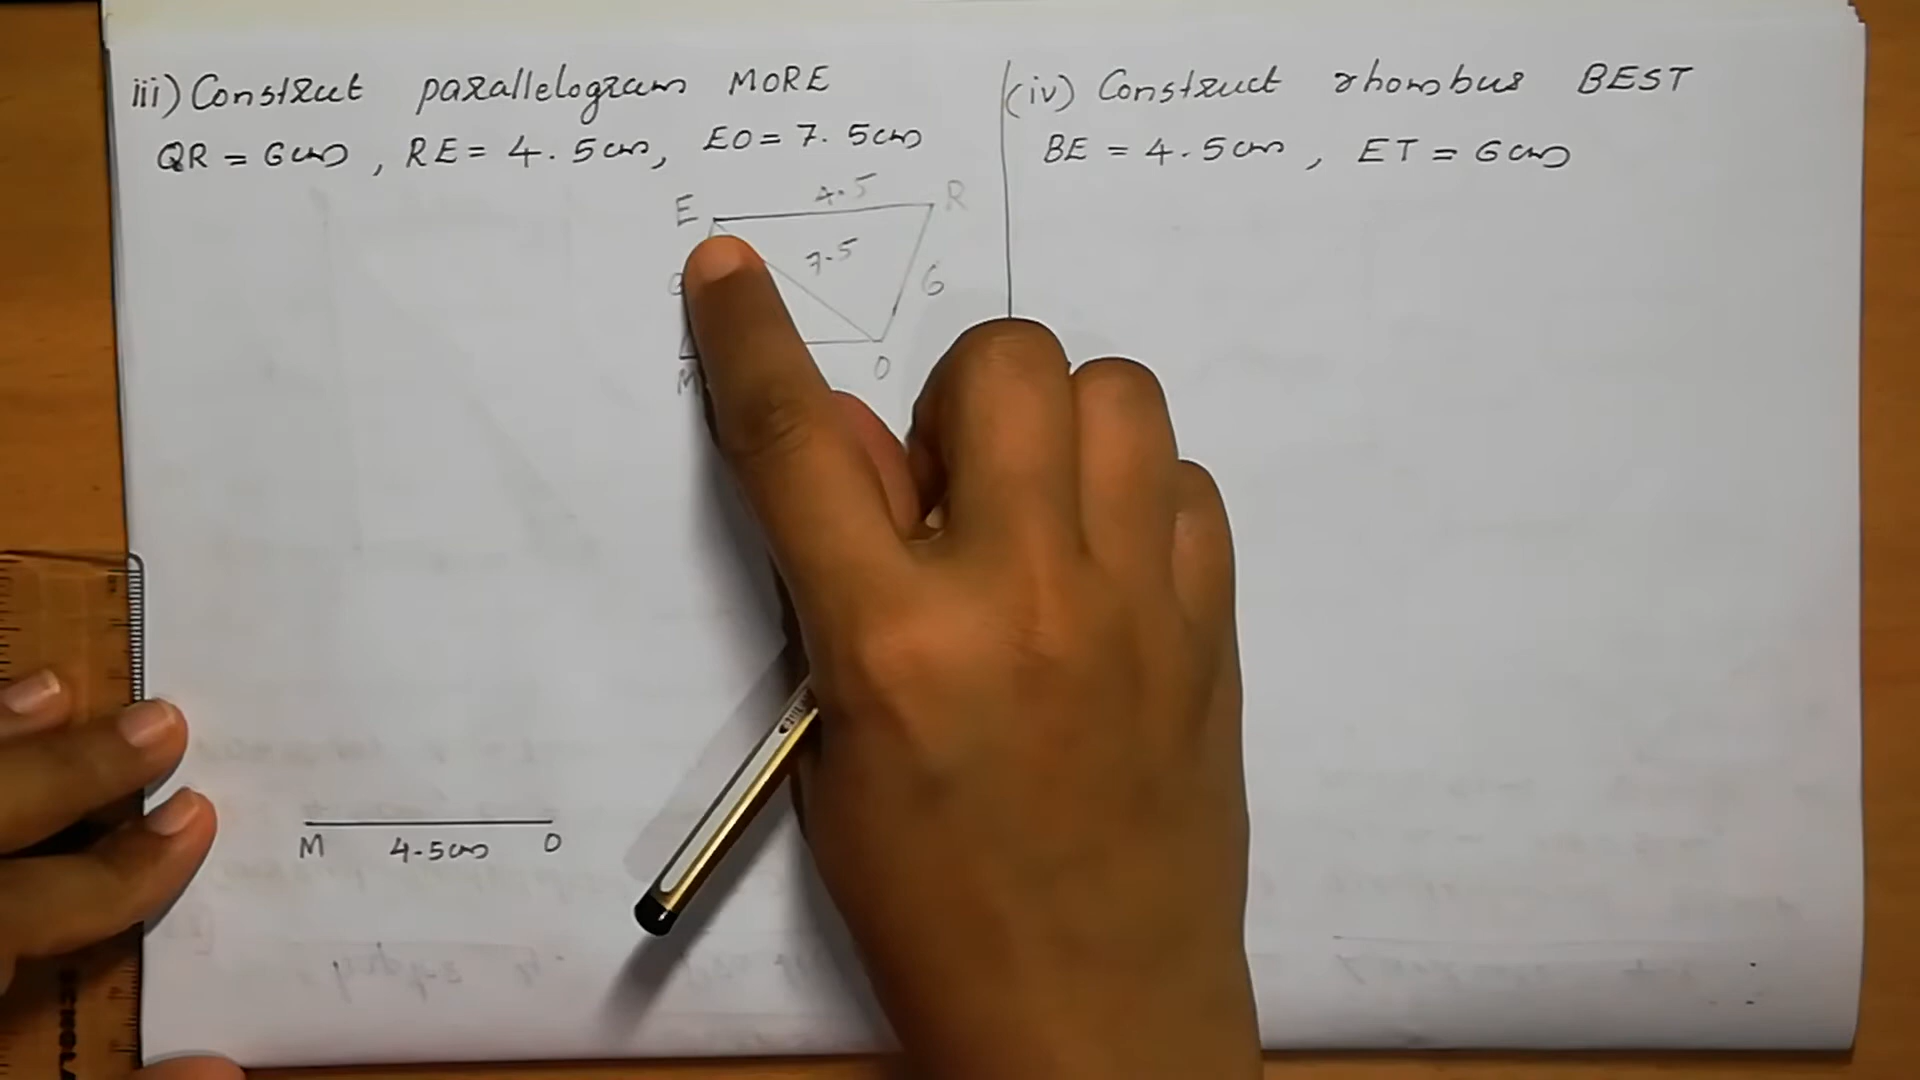 iii) Construct parallelogram MORE
QR = 6cm , RE = 4.5cm, EO = 7.5cm
E
4.5
R
7.5
6
6
M
O
M 4.5cm O
(iv) Construct rhombus BEST
BE = 4.5cm , ET = 6cm